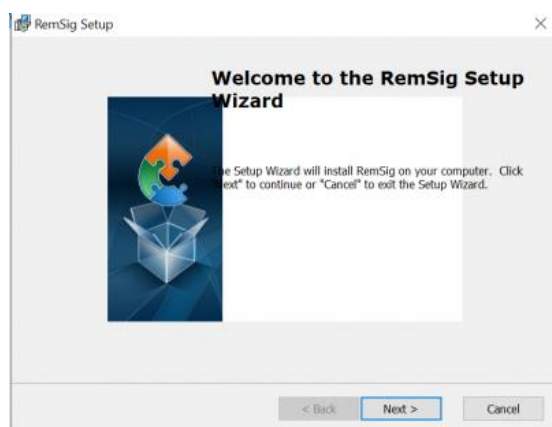 RemSig Setup
Welcome to the RemSig Setup
Wizard
The Setup Wizard will install RemSig on your computer. Click
"Next" to continue or "Cancel" to exit the Setup Wizard.
< Back
Next >
Cancel